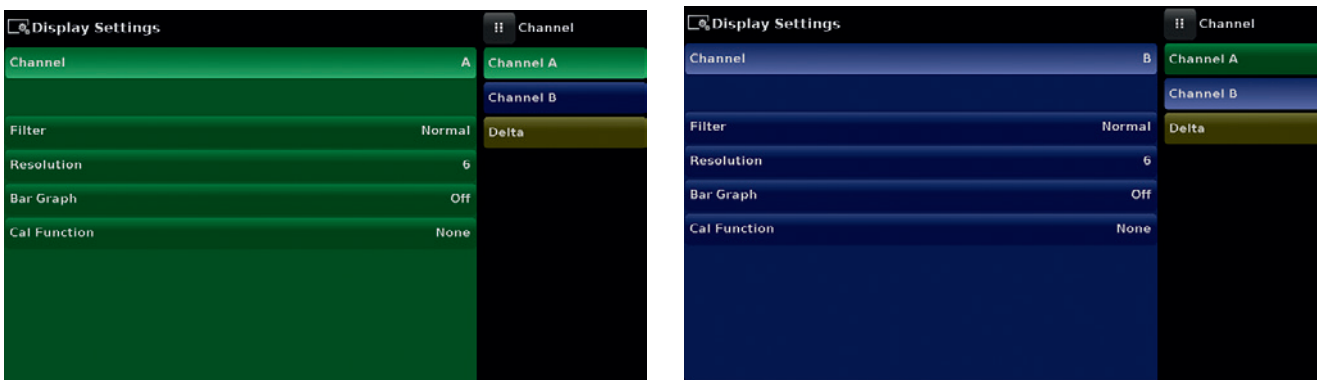 Display Settings
Channel A
Filter Normal
Resolution 6
Bar Graph Off
Cal Function None
Channel
Channel A
Channel B
Delta
Display Settings
Channel B
Filter Normal
Resolution 6
Bar Graph Off
Cal Function None
Channel
Channel A
Channel B
Delta